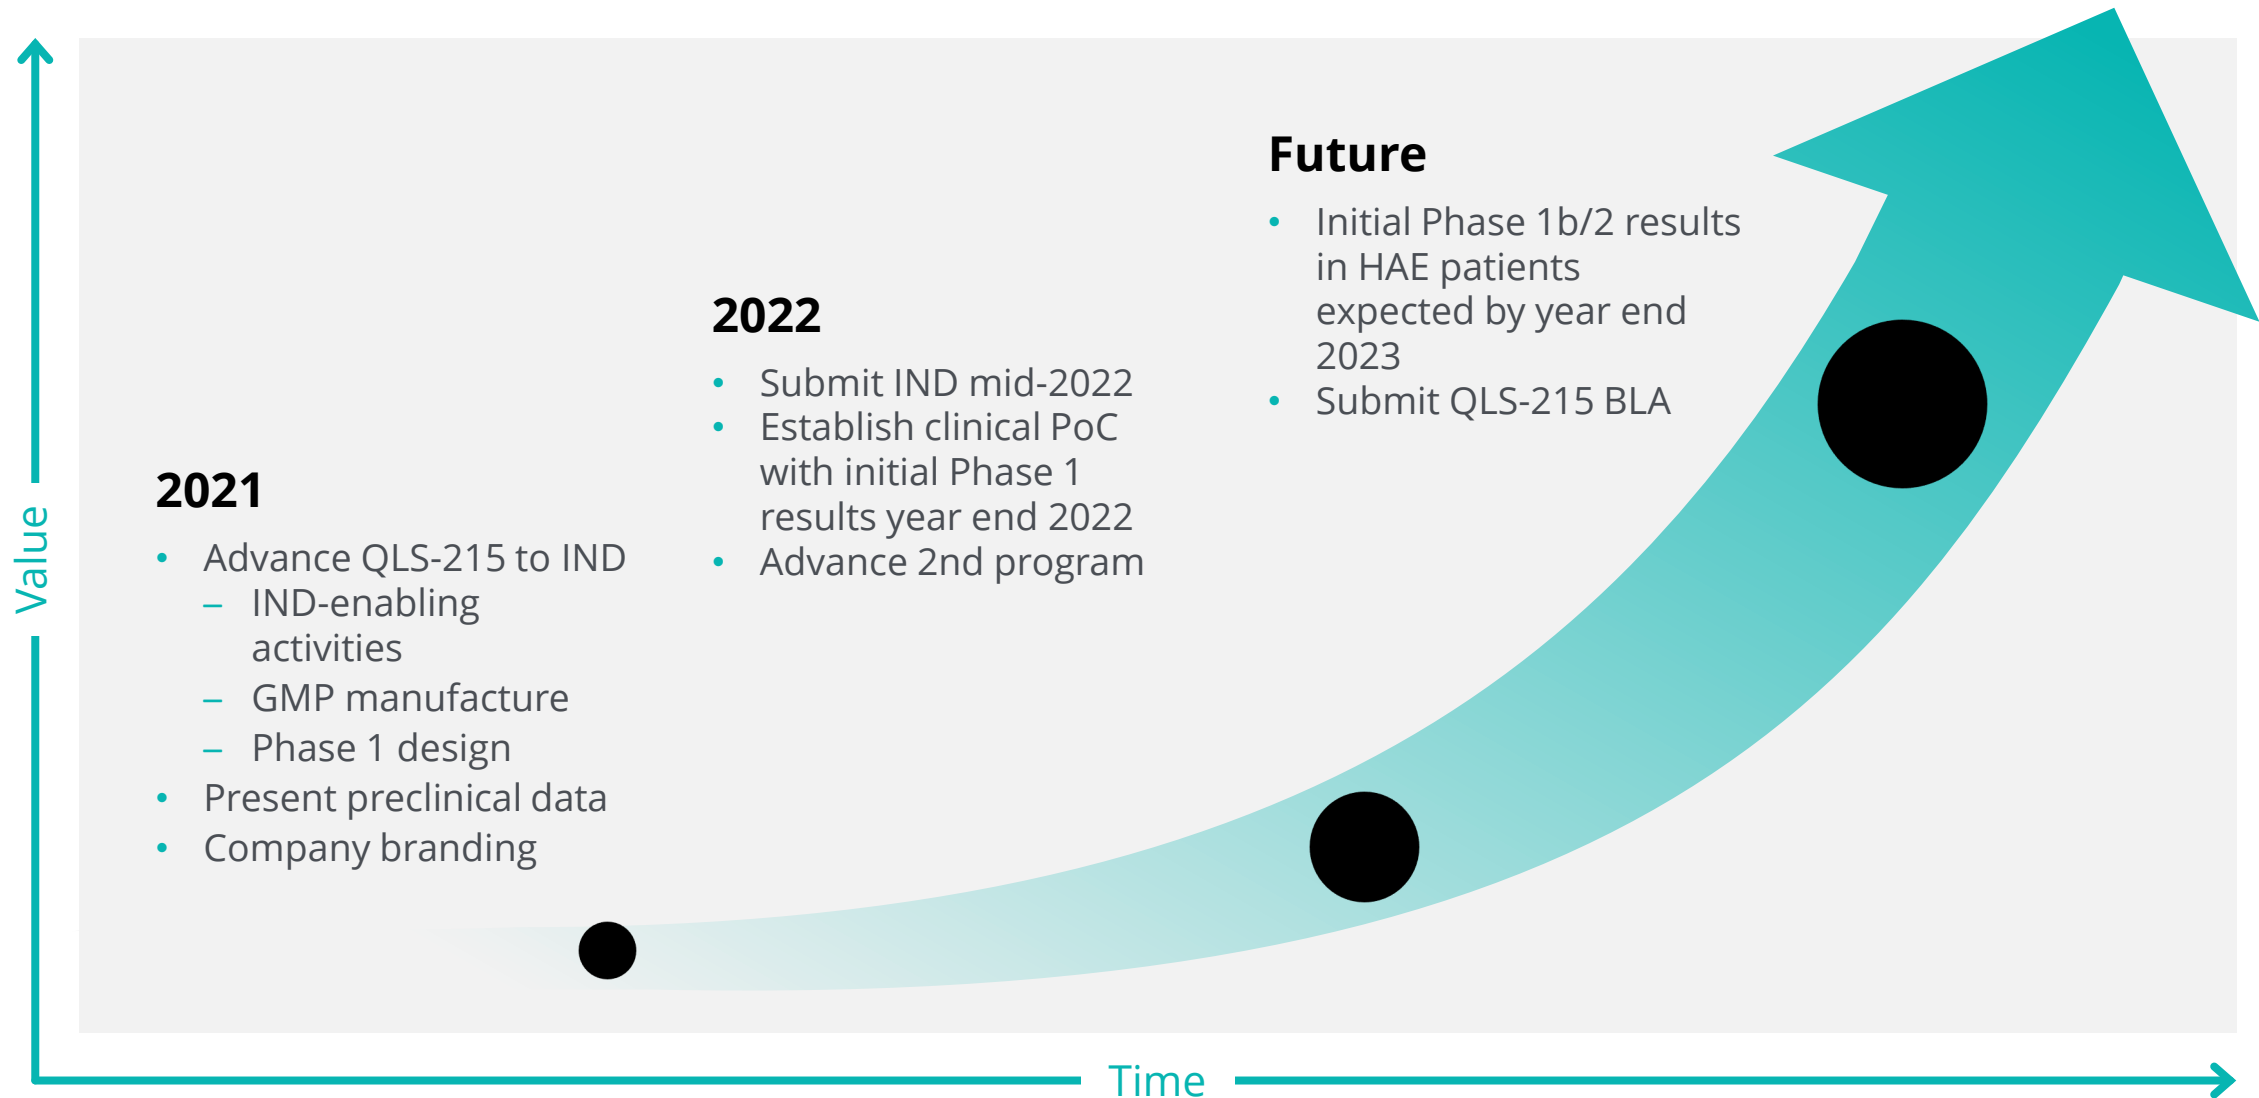 Value
2021
• Advance QLS-215 to IND
– IND-enabling
activities
– GMP manufacture
– Phase 1 design
• Present preclinical data
• Company branding
2022
• Submit IND mid-2022
• Establish clinical PoC
with initial Phase 1
results year end 2022
• Advance 2nd program
Future
• Initial Phase 1b/2 results
in HAE patients
expected by year end
2023
• Submit QLS-215 BLA
Time